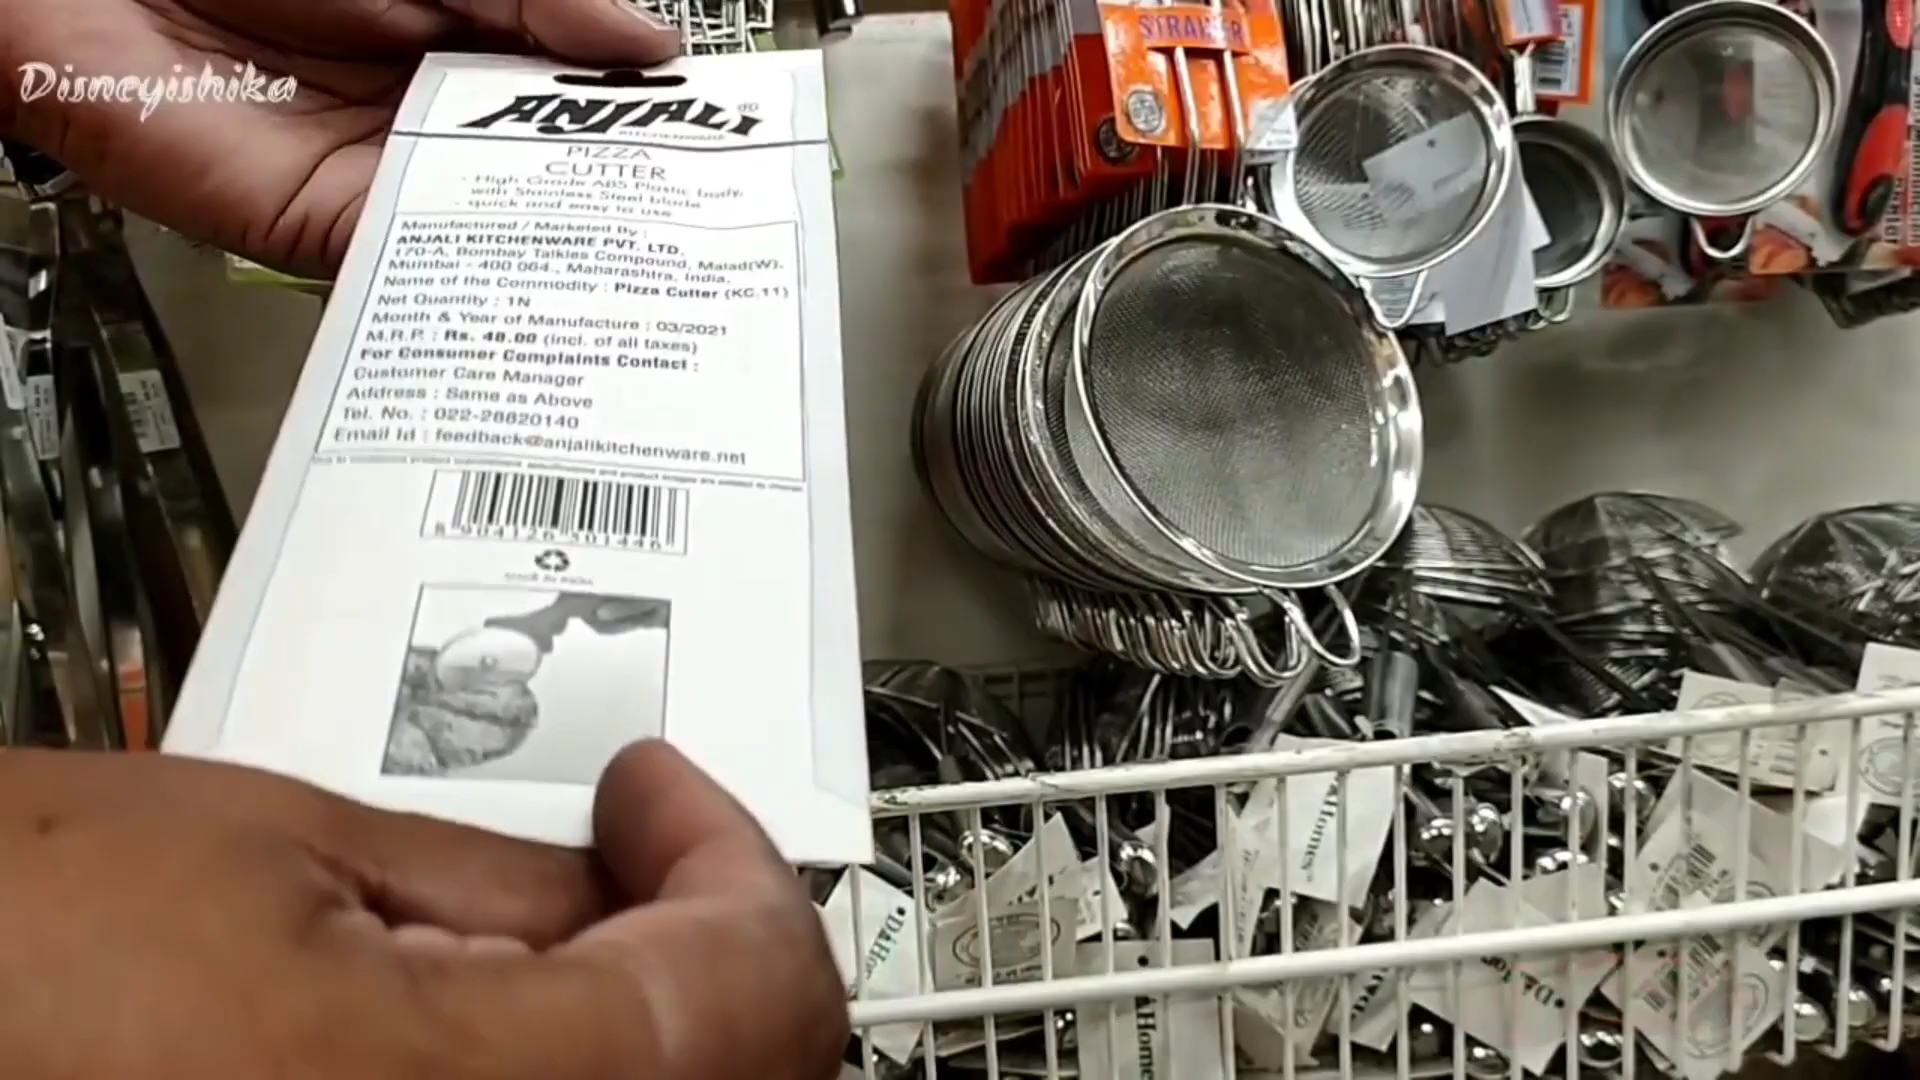 Disneyishika
ANJALI
KITCHENWARE
PIZZA
CUTTER
- High Grade ABS Plastic body
with Stainless Steel blade
- quick and easy to use
Manufactured / Marketed By :
ANJALI KITCHENWARE PVT. LTD.
170-A, Bombay Talkies Compound, Malad(W).
Mumbai - 400 064., Maharashtra, India.
Name of the Commodity : Pizza Cutter (KC.11)
Net Quantity : 1N
Month & Year of Manufacture : 03/2021
M.R.P. : Rs. 48.00 (incl. of all taxes)
For Consumer Complaints Contact :
Customer Care Manager
Address : Same as Above
Tel. No. : 022-28820140
Email Id : feedback@anjalikitchenware.net
8 904126 301446
STRAINER